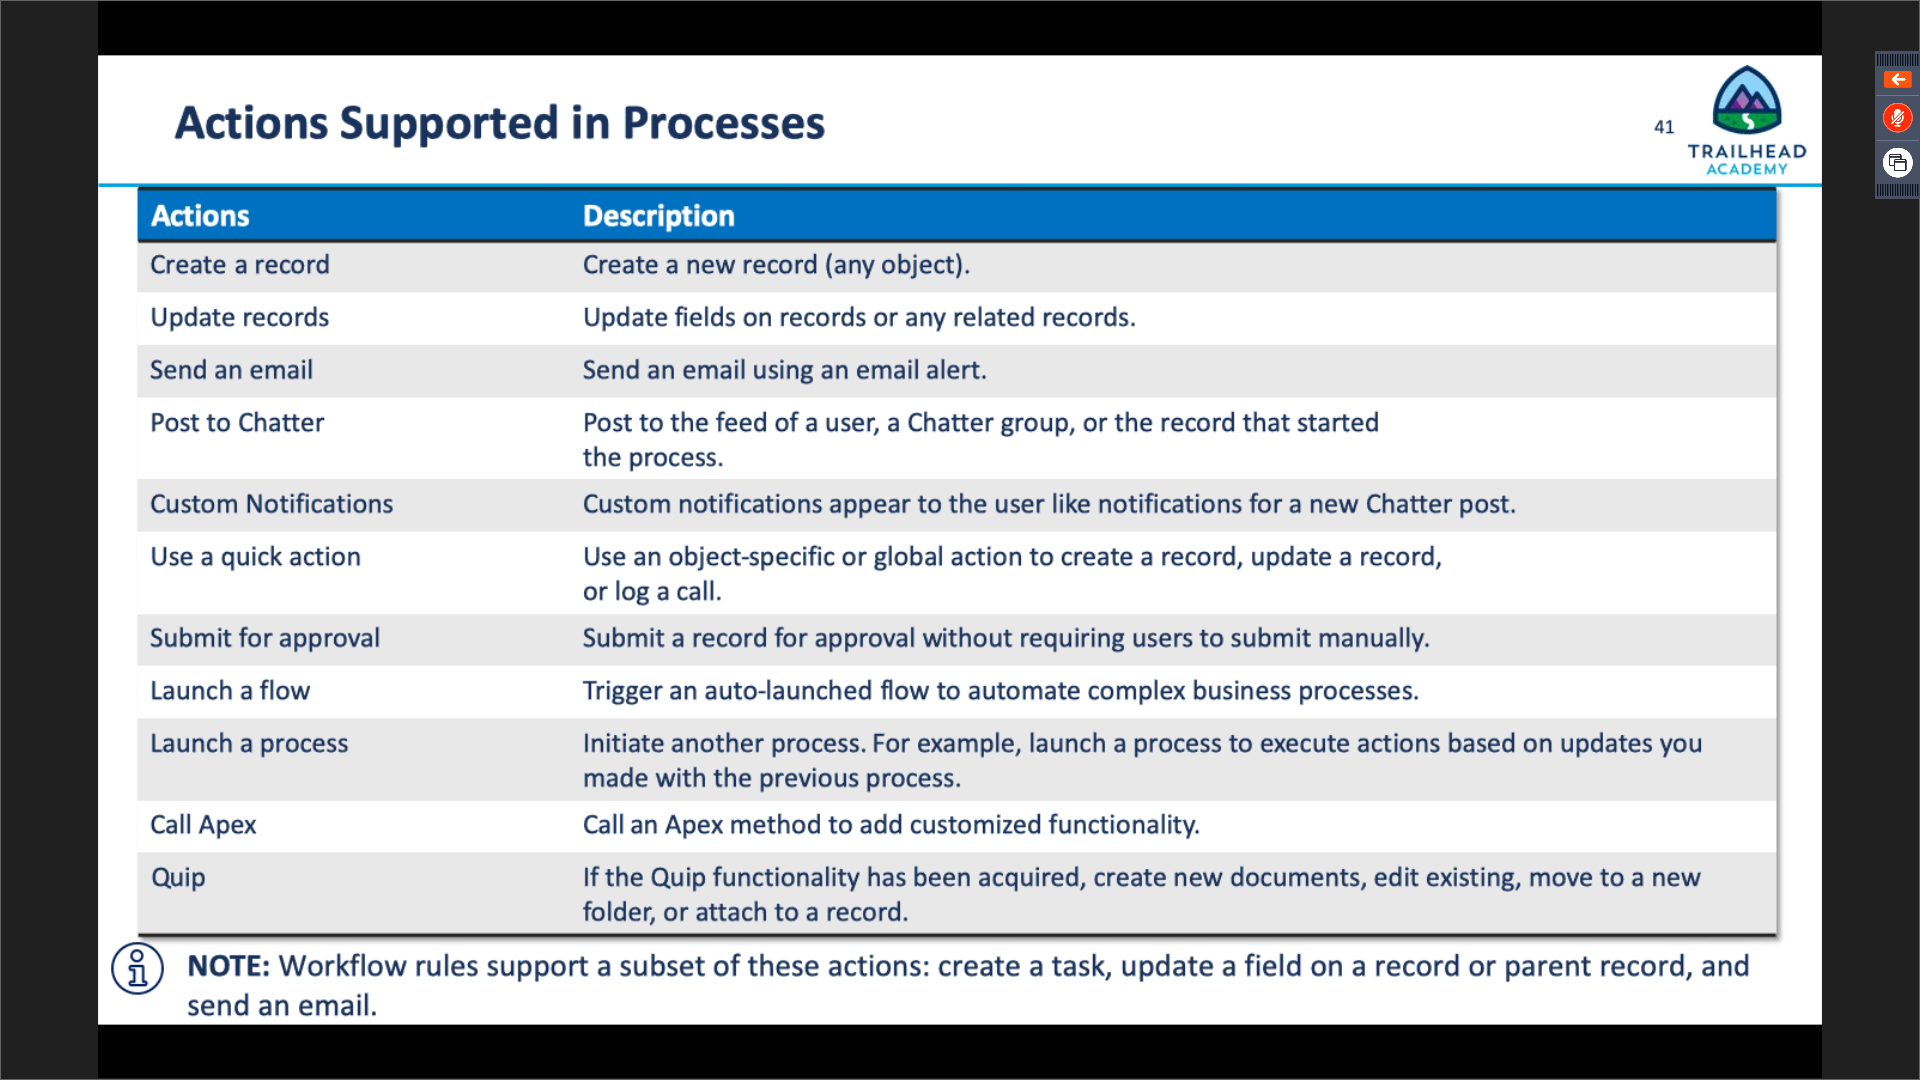 Actions Supported in Processes
41
TRAILHEAD
ACADEMY
Actions Description
Create a record Create a new record (any object).
Update records Update fields on records or any related records.
Send an email Send an email using an email alert.
Post to Chatter Post to the feed of a user, a Chatter group, or the record that started
the process.
Custom Notifications Custom notifications appear to the user like notifications for a new Chatter post.
Use a quick action Use an object-specific or global action to create a record, update a record,
or log a call.
Submit for approval Submit a record for approval without requiring users to submit manually.
Launch a flow Trigger an auto-launched flow to automate complex business processes.
Launch a process Initiate another process. For example, launch a process to execute actions based on updates you
made with the previous process.
Call Apex Call an Apex method to add customized functionality.
Quip If the Quip functionality has been acquired, create new documents, edit existing, move to a new
folder, or attach to a record.
NOTE: Workflow rules support a subset of these actions: create a task, update a field on a record or parent record, and
send an email.